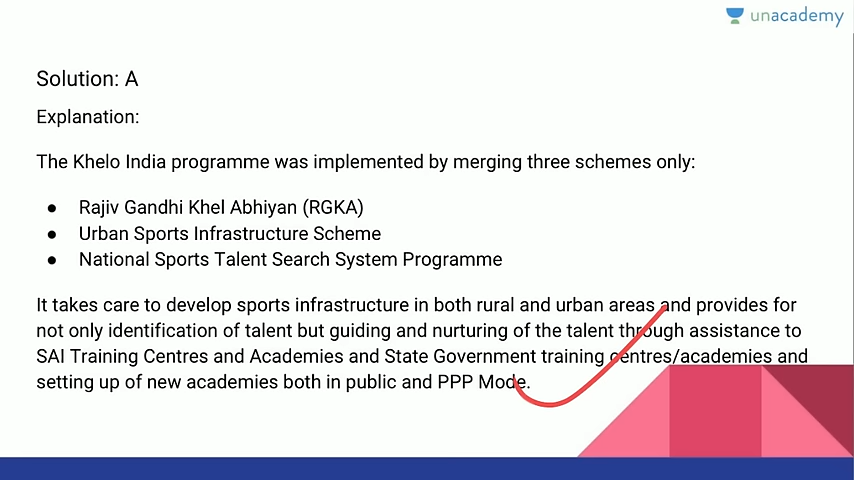 unacademy
Solution: A
Explanation:
The Khelo India programme was implemented by merging three schemes only:
● Rajiv Gandhi Khel Abhiyan (RGKA)
● Urban Sports Infrastructure Scheme
● National Sports Talent Search System Programme
It takes care to develop sports infrastructure in both rural and urban areas and provides for
not only identification of talent but guiding and nurturing of the talent through assistance to
SAI Training Centres and Academies and State Government training centres/academies and
setting up of new academies both in public and PPP Mode.